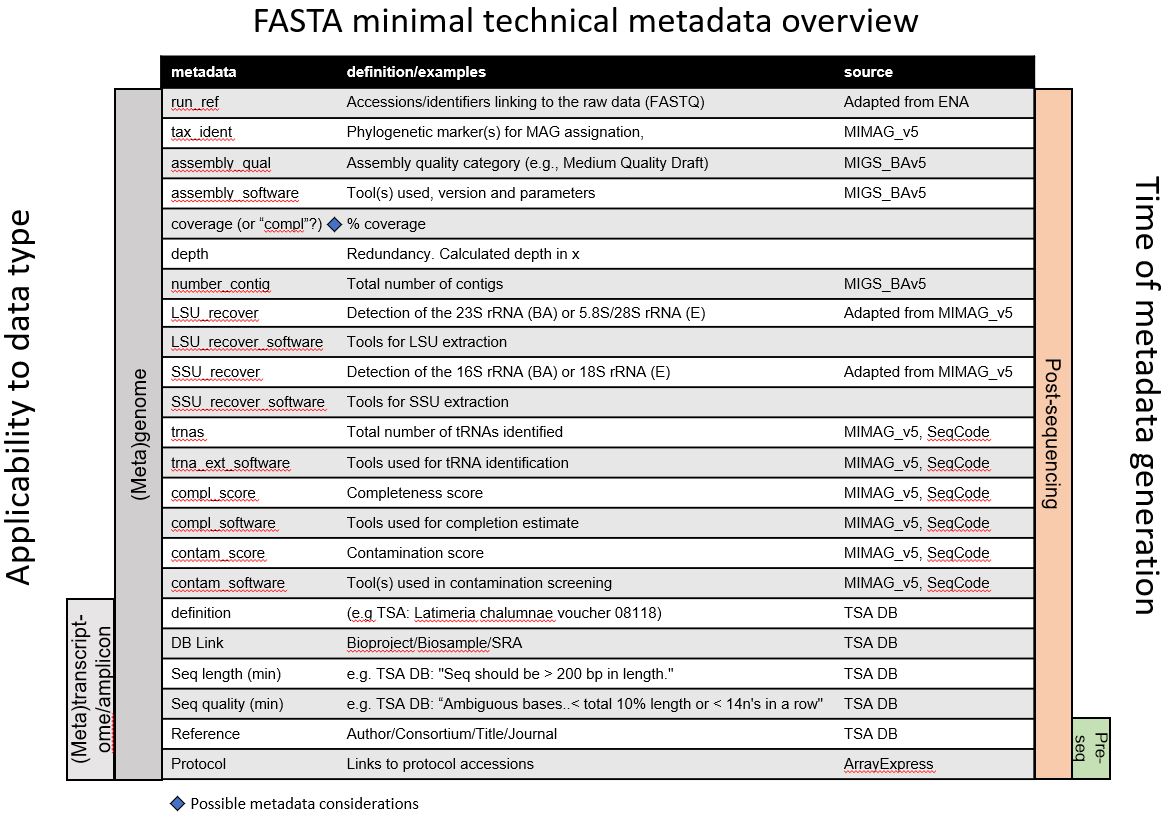 FASTA minimal technical metadata overview
metadata definition/examples source
run_ref Accessions/identifiers linking to the raw data (FASTQ) Adapted from ENA
tax_ident Phylogenetic marker(s) for MAG assignation, MIMAG_v5
assembly_qual Assembly quality category (e.g., Medium Quality Draft) MIGS_BAv5
assembly_software Tool(s) used, version and parameters MIGS_BAv5
coverage (or “compl”?) % coverage
depth Redundancy. Calculated depth in x
number_contig Total number of contigs MIGS_BAv5
LSU_recover Detection of the 23S rRNA (BA) or 5.8S/28S rRNA (E) Adapted from MIMAG_v5
LSU_recover_software Tools for LSU extraction
SSU_recover Detection of the 16S rRNA (BA) or 18S rRNA (E) Adapted from MIMAG_v5
SSU_recover_software Tools for SSU extraction
trnas Total number of tRNAs identified MIMAG_v5, SeqCode
trna_ext_software Tools used for tRNA identification MIMAG_v5, SeqCode
compl_score Completeness score MIMAG_v5, SeqCode
compl_software Tools used for completion estimate MIMAG_v5, SeqCode
contam_score Contamination score MIMAG_v5, SeqCode
contam_software Tool(s) used in contamination screening MIMAG_v5, SeqCode
definition (e.g TSA: Latimeria chalumnae voucher 08118) TSA DB
DB Link Bioproject/Biosample/SRA TSA DB
Seq length (min) e.g. TSA DB: "Seq should be > 200 bp in length." TSA DB
Seq quality (min) e.g. TSA DB: “Ambiguous bases..< total 10% length or < 14n's in a row" TSA DB
Reference Author/Consortium/Title/Journal TSA DB
Protocol Links to protocol accessions ArrayExpress
Possible metadata considerations
Applicability to data type
(Meta)genome
(Meta)transcript-
ome/amplicon
Post-sequencing
Pre-
seq
Time of metadata generation